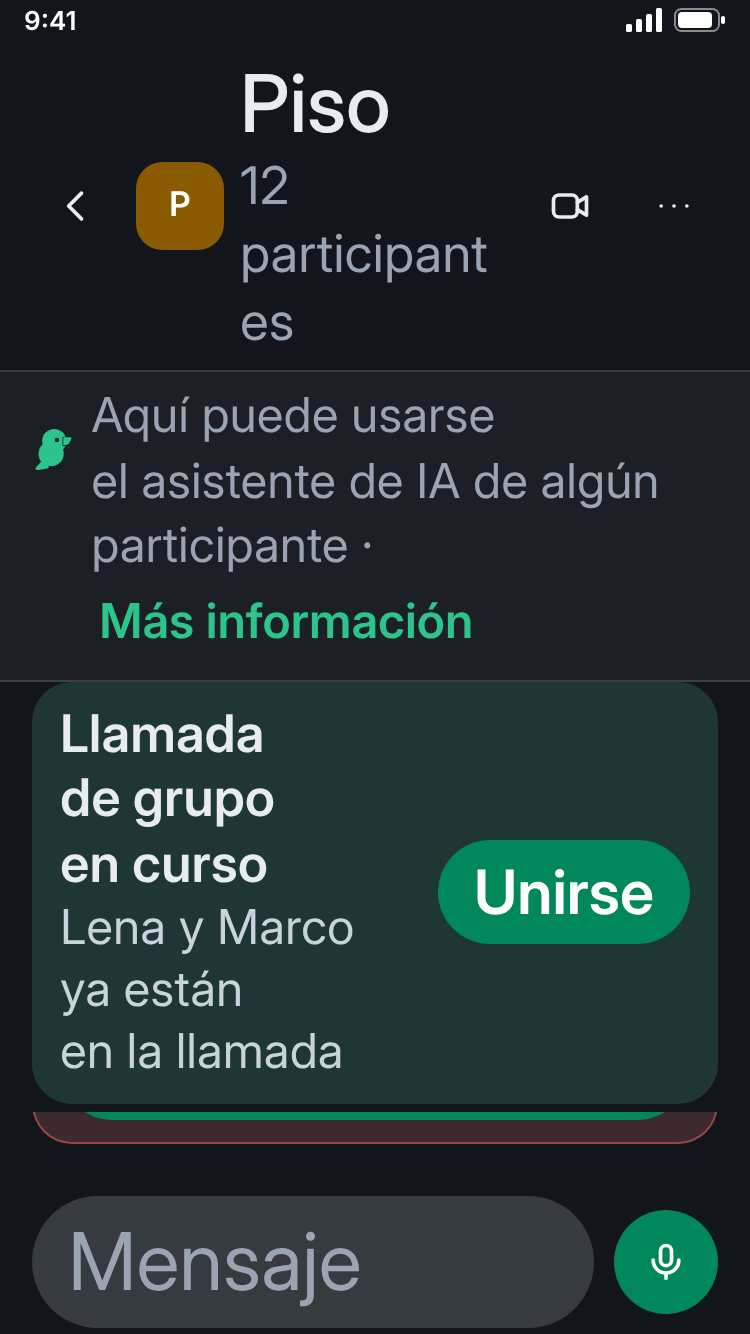 9:41
Piso
P
12
participant
es
Aquí puede usarse
el asistente de IA de algún
participante ·
Más información
Llamada
de grupo
en curso
Lena y Marco
ya están
en la llamada
Unirse
Mensaje